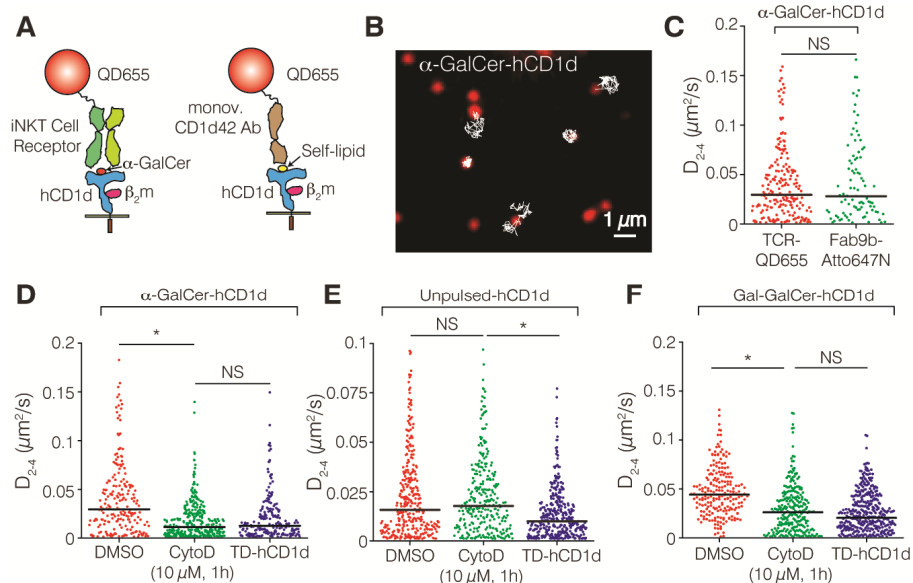 A
QD655
iNKT Cell
Receptor
α-GalCer
hCD1d
β2m
QD655
monov.
CD1d42 Ab
Self-lipid
hCD1d
β2m
B
α-GalCer-hCD1d
1 μm
C
α-GalCer-hCD1d
NS
D2-4 (μm²/s)
0.2
0.15
0.1
0.05
0
TCR-
QD655
Fab9b-
Atto647N
D
α-GalCer-hCD1d
*
NS
D2-4 (μm²/s)
0.2
0.15
0.1
0.05
0
DMSO
CytoD
TD-hCD1d
(10 μM, 1h)
E
Unpulsed-hCD1d
NS
*
D2-4 (μm²/s)
0.1
0.075
0.05
0.025
0
DMSO
CytoD
TD-hCD1d
(10 μM, 1h)
F
Gal-GalCer-hCD1d
*
NS
D2-4 (μm²/s)
0.2
0.15
0.1
0.05
0
DMSO
CytoD
TD-hCD1d
(10 μM, 1h)